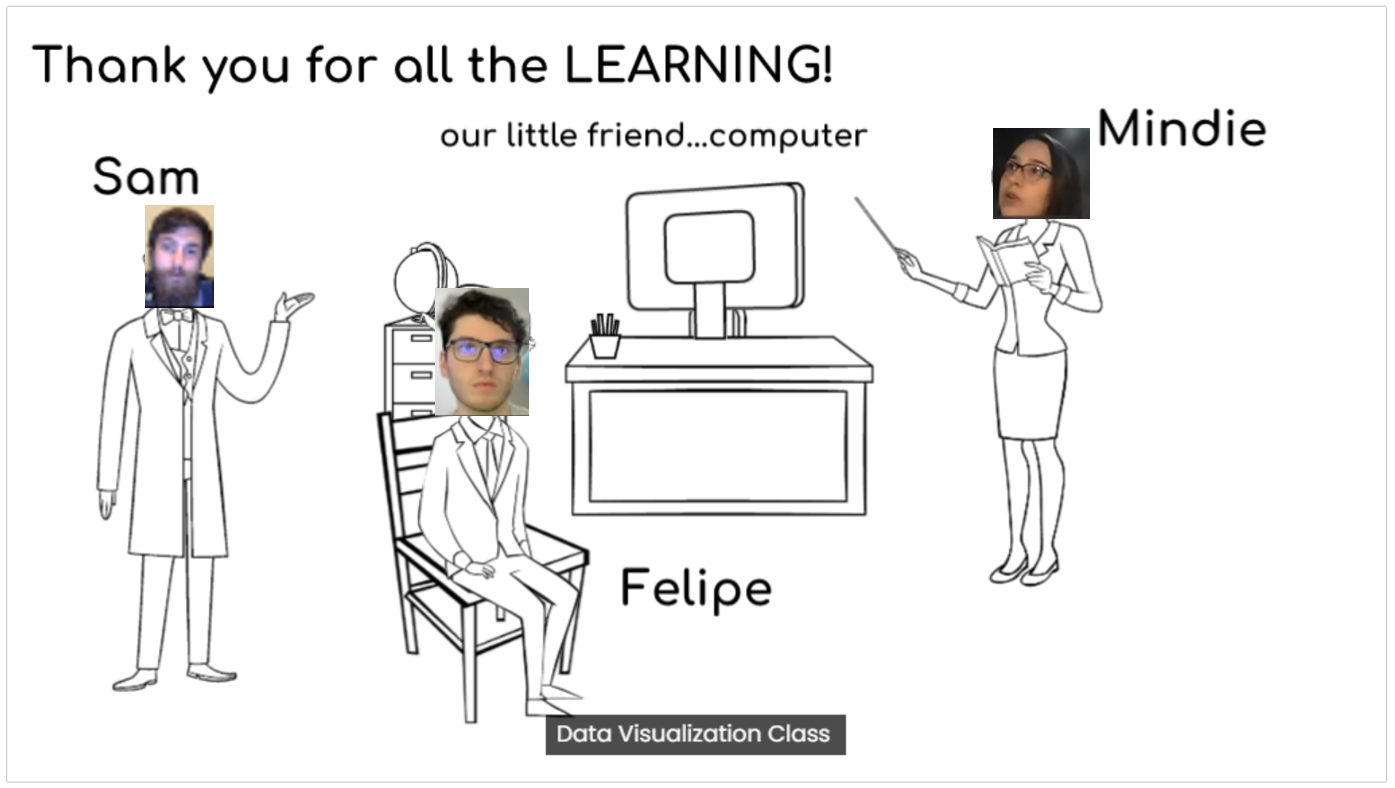 Thank you for all the LEARNING!
our little friend...computer
Mindie
Sam
Felipe
Data Visualization Class